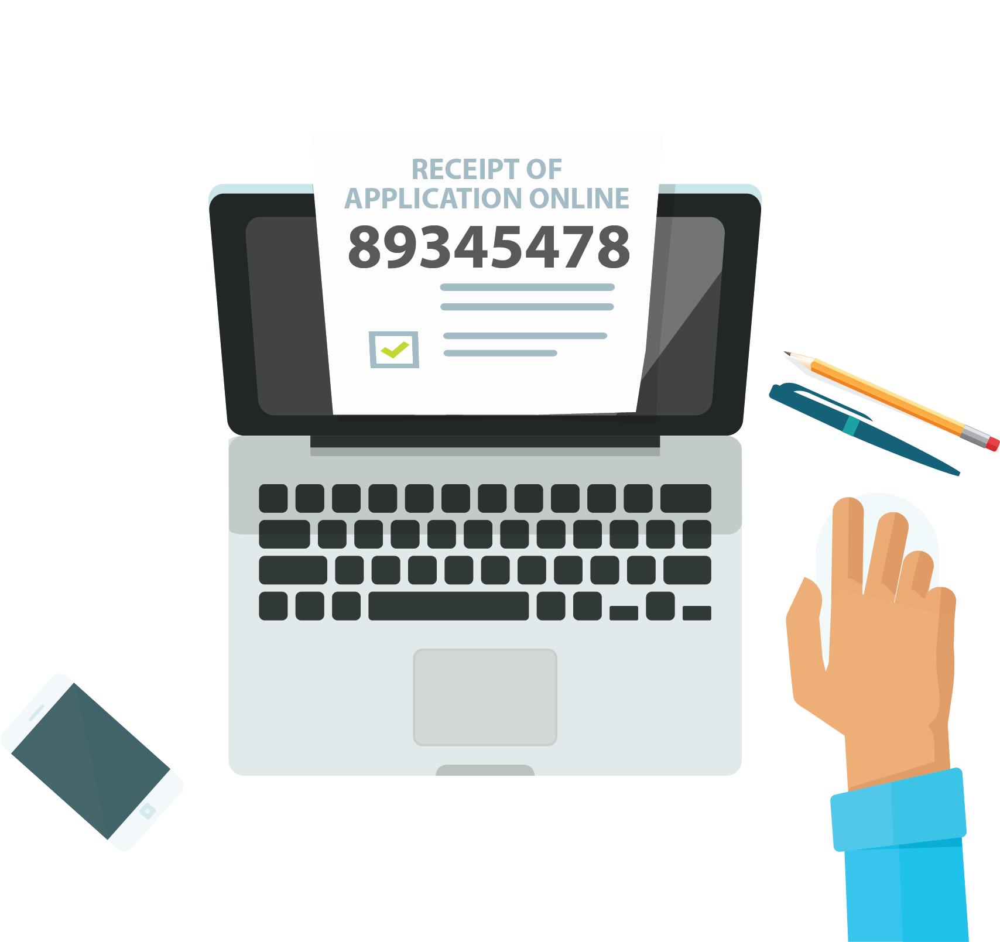 RECEIPT OF
APPLICATION ONLINE
89345478